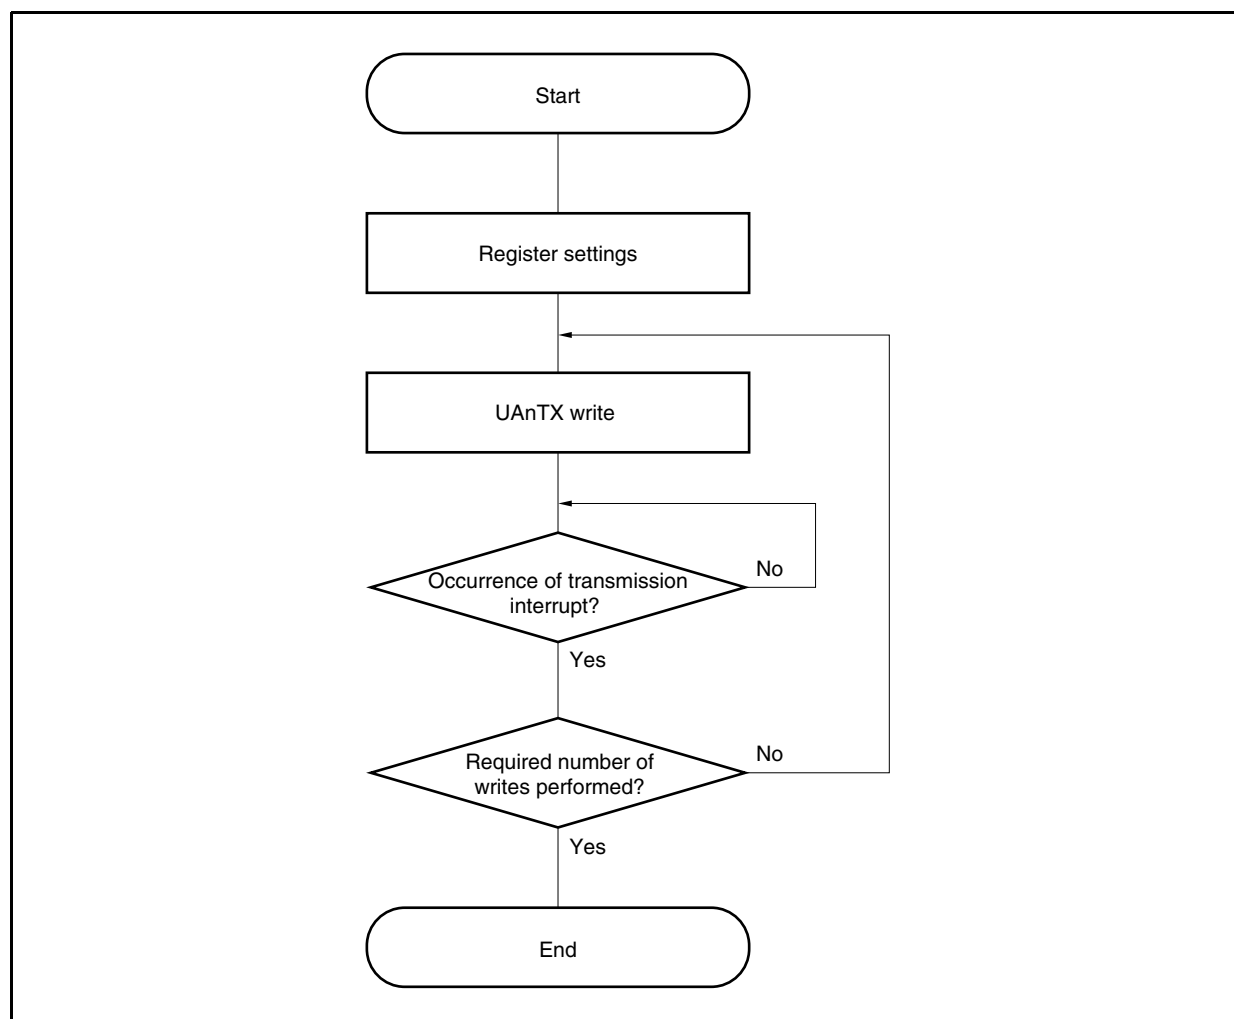 Start
Register settings
UAnTX write
Occurrence of transmission
interrupt?
No
Yes
Required number of
writes performed?
No
Yes
End